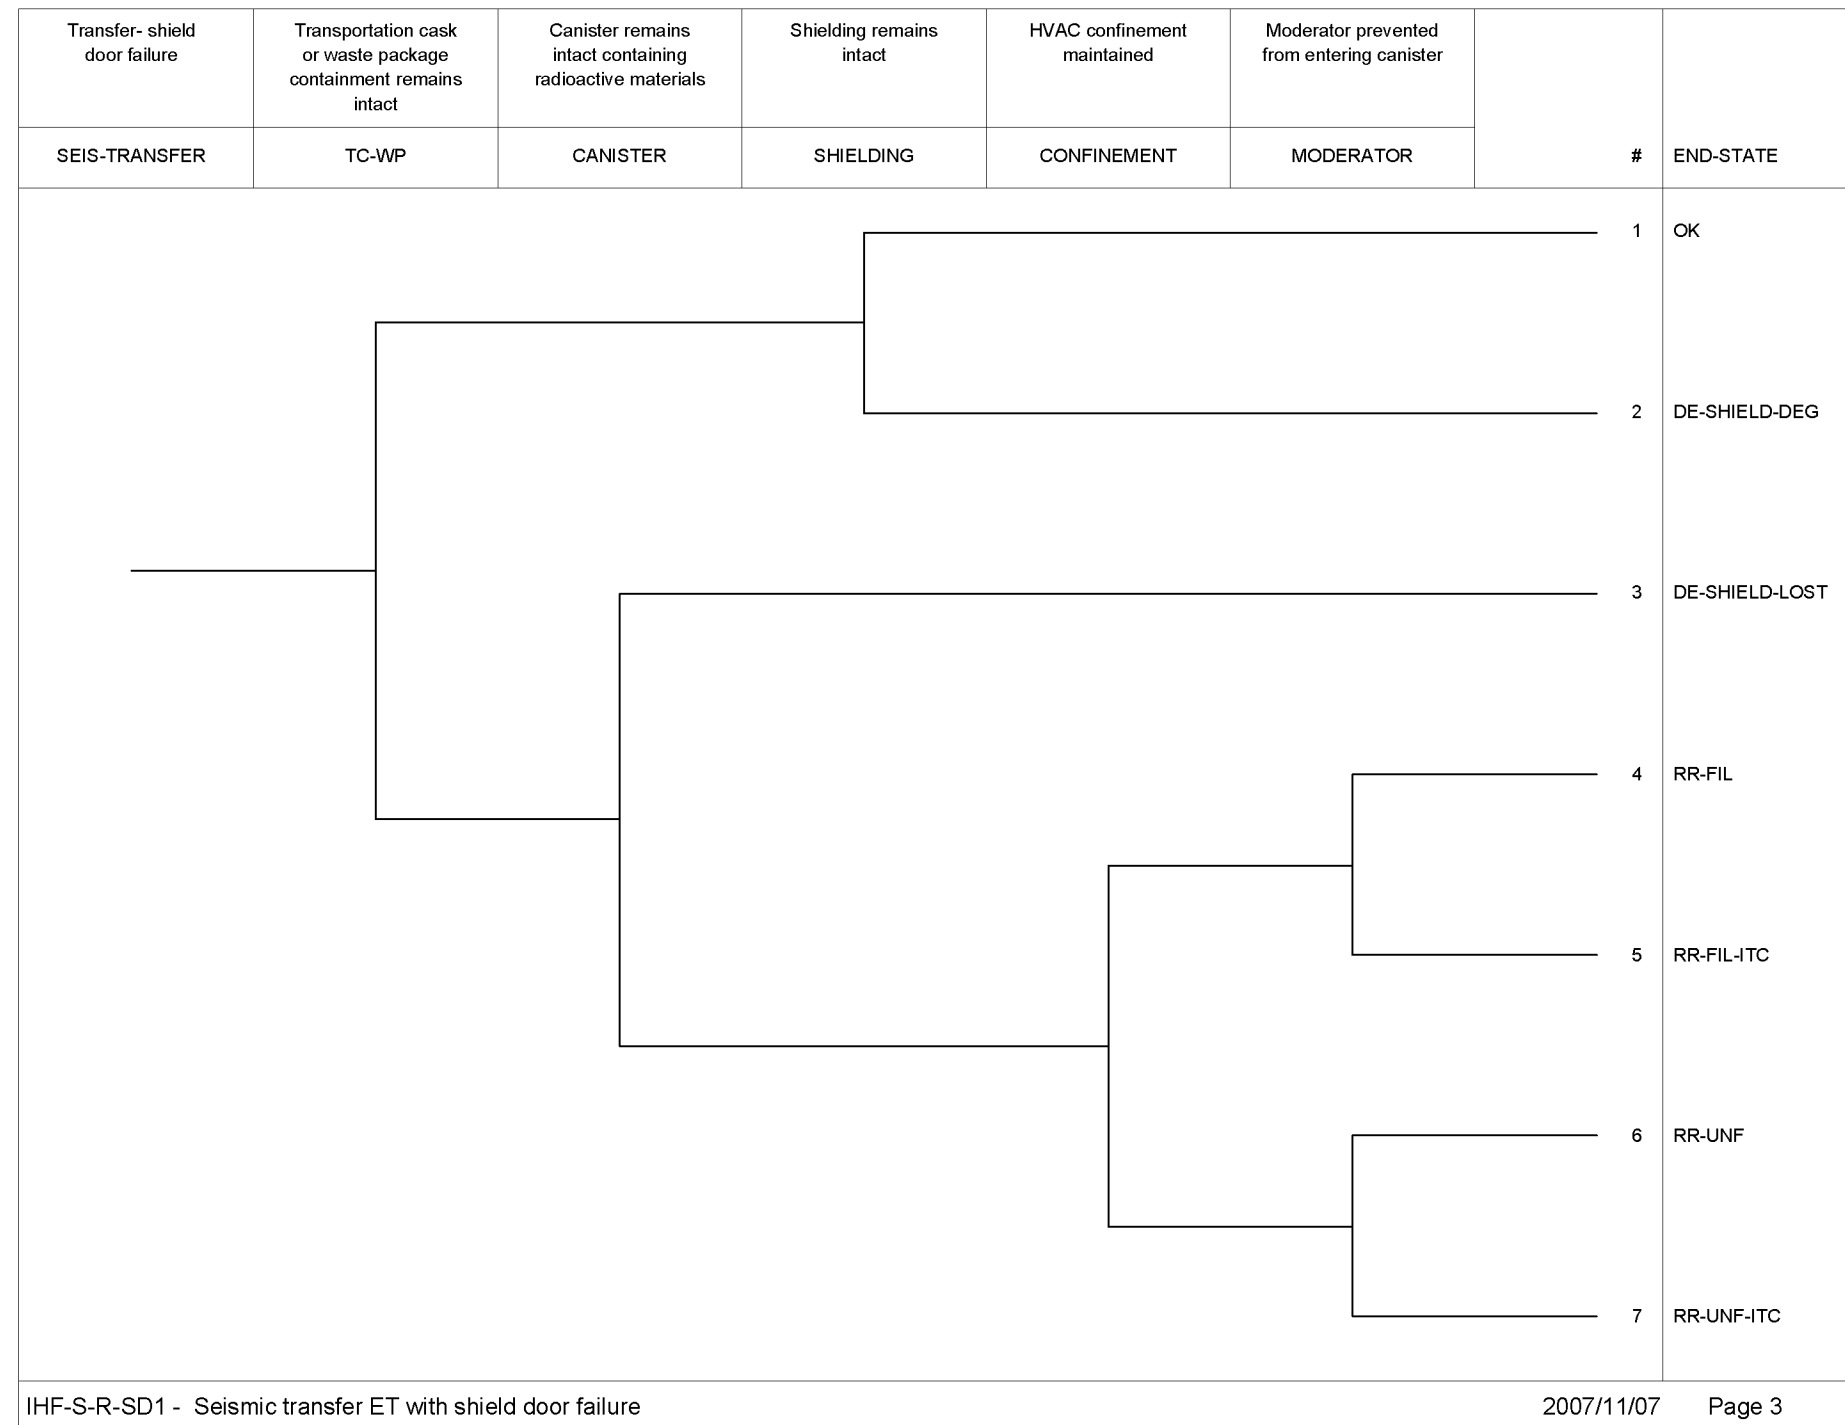 Transfer- shield
door failure
Transportation cask
or waste package
containment remains
intact
Canister remains
intact containing
radioactive materials
Shielding remains
intact
HVAC confinement
maintained
Moderator prevented
from entering canister
SEIS-TRANSFER
TC-WP
CANISTER
SHIELDING
CONFINEMENT
MODERATOR
#
END-STATE
1 OK
2 DE-SHIELD-DEG
3 DE-SHIELD-LOST
4 RR-FIL
5 RR-FIL-ITC
6 RR-UNF
7 RR-UNF-ITC
IHF-S-R-SD1 - Seismic transfer ET with shield door failure
2007/11/07 Page 3